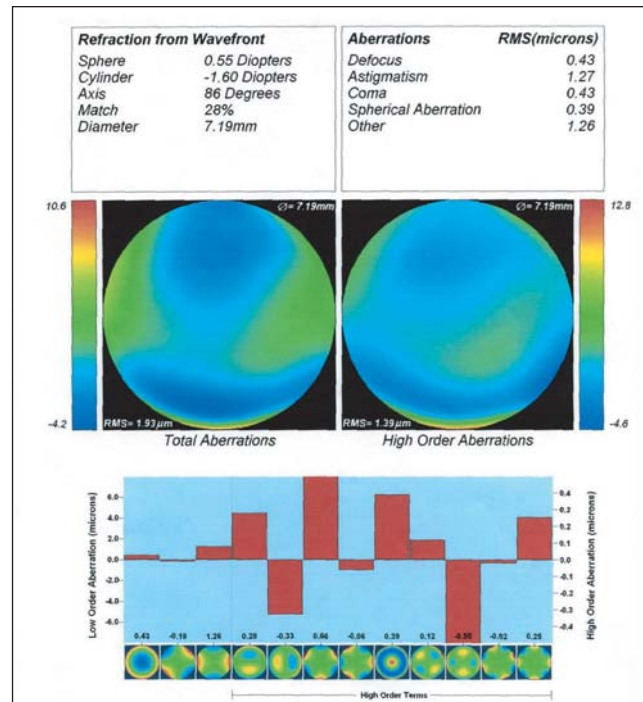 Refraction from Wavefront
Sphere 0.55 Diopters
Cylinder -1.60 Diopters
Axis 86 Degrees
Match 28%
Diameter 7.19mm
Aberrations RMS(microns)
Defocus 0.43
Astigmatism 1.27
Coma 0.43
Spherical Aberration 0.39
Other 1.26
10.6
Ø= 7.19mm
-4.2
RMS= 1.93 µm
Total Aberrations
Ø= 7.19mm
12.8
RMS= 1.39 µm
-4.6
High Order Aberrations
Low Order Aberration (microns)
6.0
4.0
2.0
0.0
-2.0
-4.0
-6.0
0.4
0.3
0.2
0.1
0.0
-0.1
-0.2
-0.3
-0.4
High Order Aberration (microns)
0.43 -0.18 1.26 0.28 -0.33 -0.06 0.39 0.12 -0.02 0.25
High Order Terms